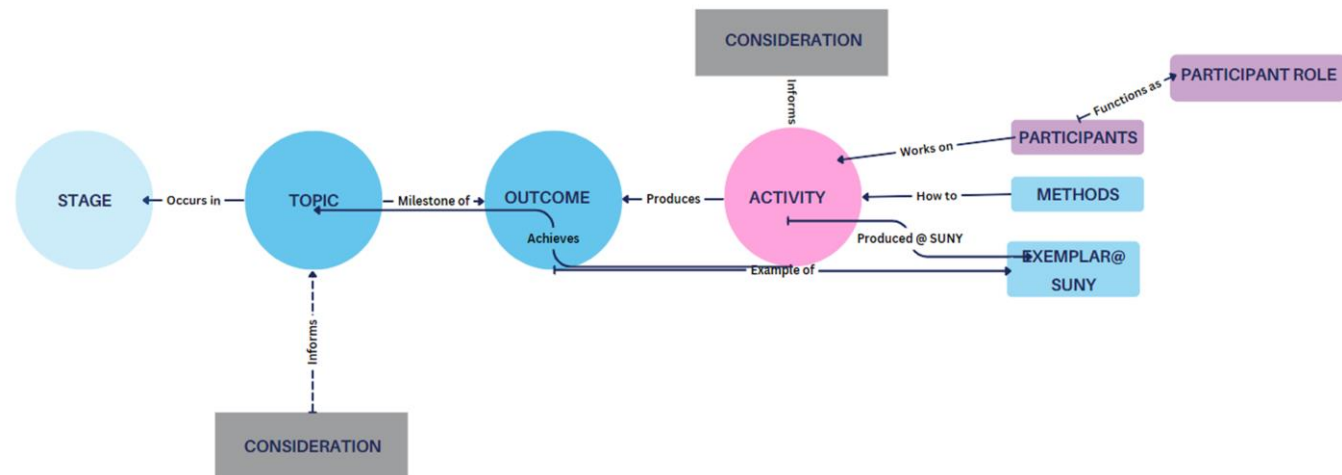 CONSIDERATION
Informs
PARTICIPANT ROLE
Functions as
PARTICIPANTS
Works on
STAGE
Occurs in
TOPIC
Milestone of
OUTCOME
Produces
ACTIVITY
How to
METHODS
Achieves
Produced @ SUNY
Example of
EXEMPLAR@
SUNY
Informs
CONSIDERATION